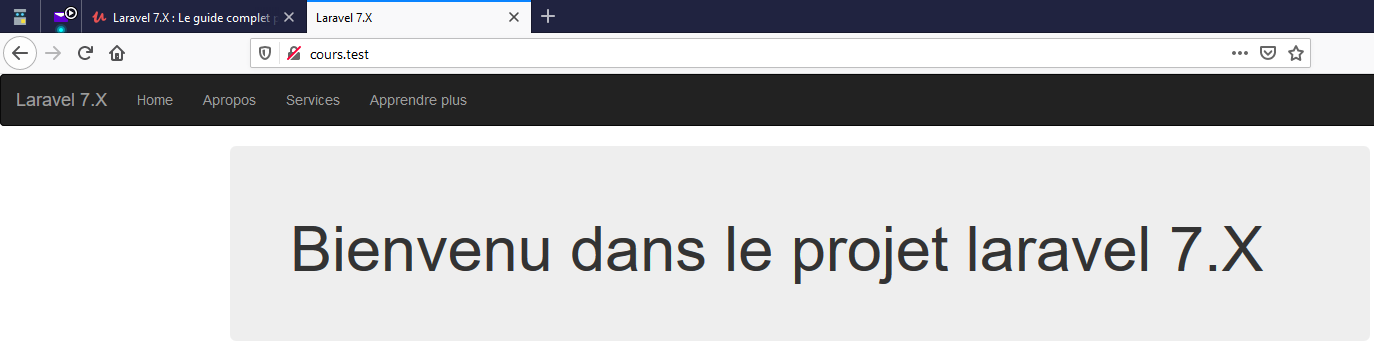 Laravel 7.X : Le guide complet
Laravel 7.X
cours.test
Laravel 7.X Home Apropos Services Apprendre plus
Bienvenu dans le projet laravel 7.X